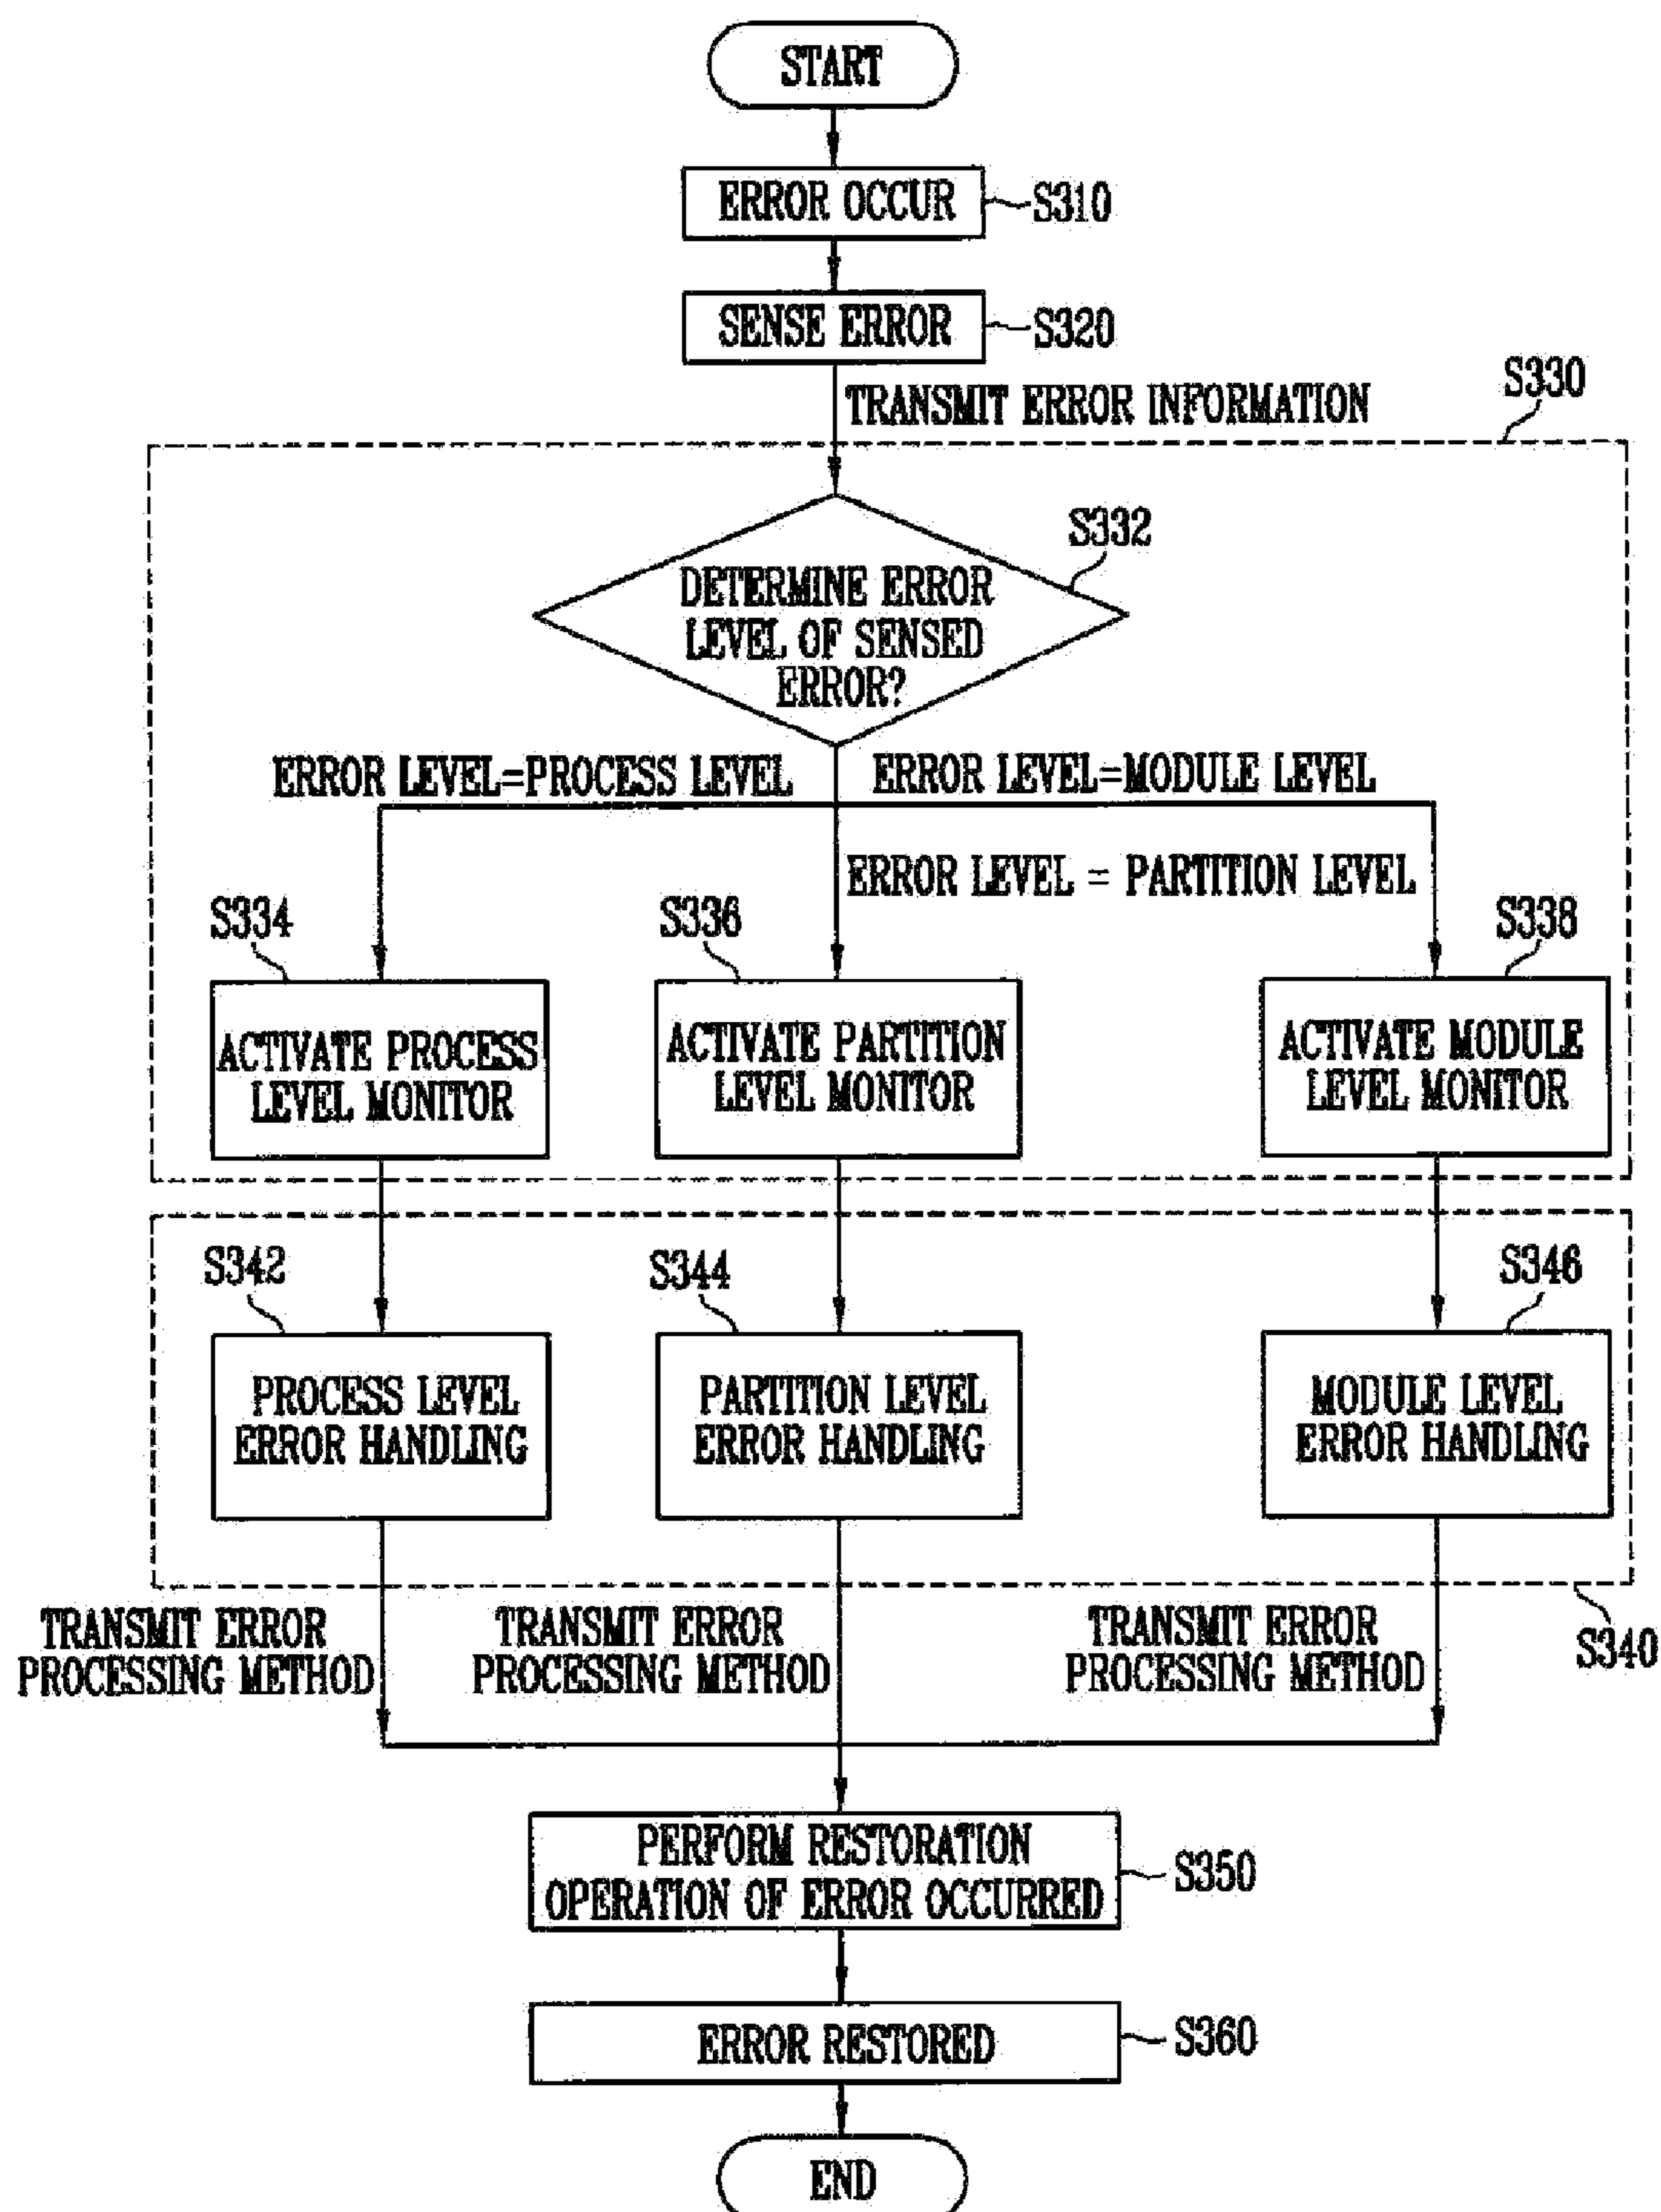 START
ERROR OCCUR
S310
SENSE ERROR
S320
TRANSMIT ERROR INFORMATION
S330
S332
DETERMINE ERROR
LEVEL OF SENSED
ERROR?
ERROR LEVEL=PROCESS LEVEL
ERROR LEVEL=MODULE LEVEL
ERROR LEVEL = PARTITION LEVEL
S334
S336
S338
ACTIVATE PROCESS
LEVEL MONITOR
ACTIVATE PARTITION
LEVEL MONITOR
ACTIVATE MODULE
LEVEL MONITOR
S342
S344
S346
PROCESS LEVEL
ERROR HANDLING
PARTITION LEVEL
ERROR HANDLING
MODULE LEVEL
ERROR HANDLING
TRANSMIT ERROR
PROCESSING METHOD
TRANSMIT ERROR
PROCESSING METHOD
TRANSMIT ERROR
PROCESSING METHOD
S340
PERFORM RESTORATION
OPERATION OF ERROR OCCURRED
S350
ERROR RESTORED
S360
END